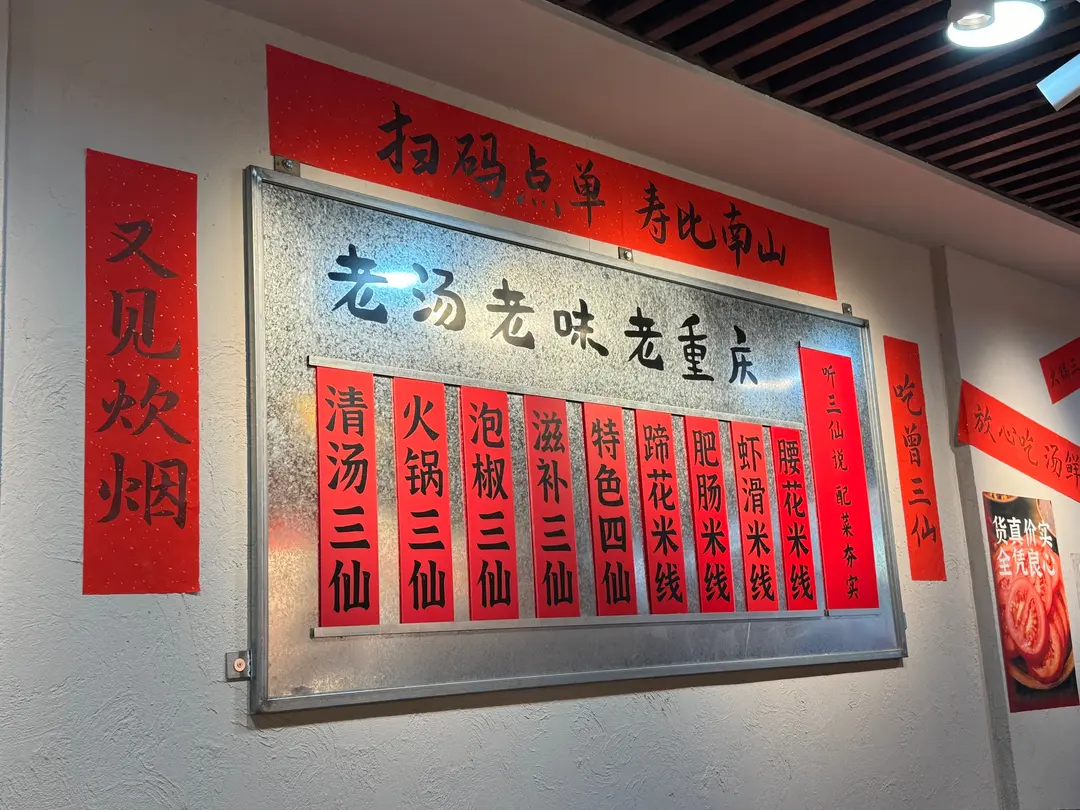 扫码点单 寿比南山
又见炊烟
老汤老味老重庆
清汤三仙
火锅三仙
泡椒三仙
滋补三仙
特色四仙
蹄花米线
肥肠米线
虾滑米线
腰花米线
听三仙说 配菜夯实
吃曾三仙
放心吃 汤鲜
火锅三
货真价实
全凭良心